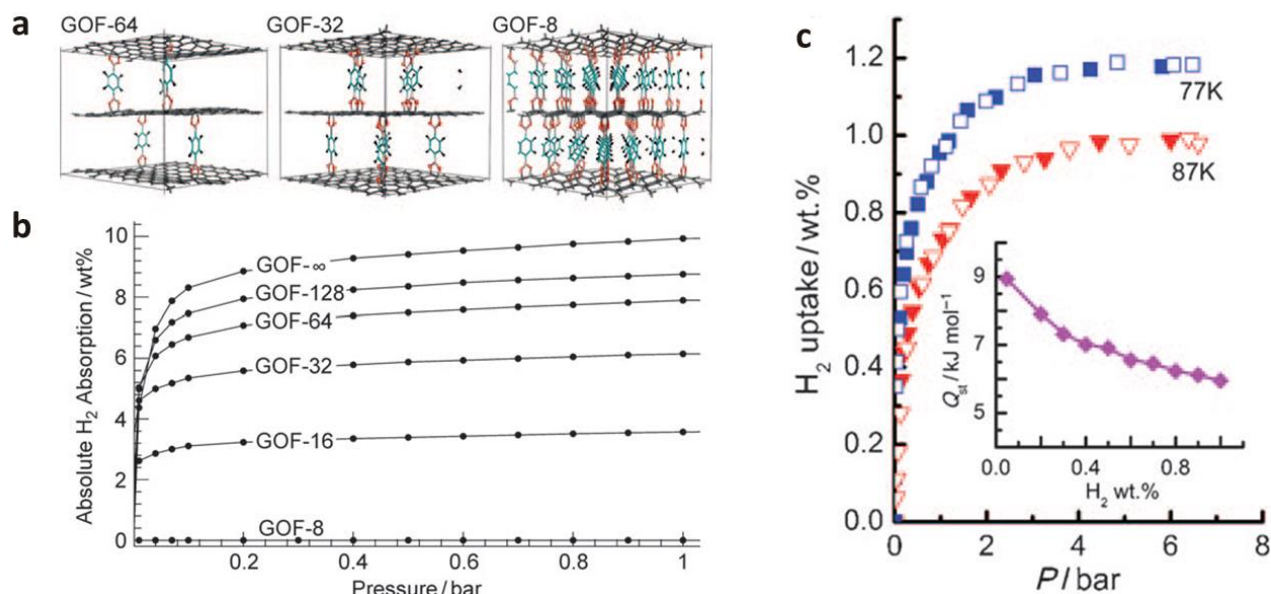 a
GOF-64
GOF-32
GOF-8
b
Absolute H₂ Absorption / wt%
10
8
6
4
2
0
GOF-∞
GOF-128
GOF-64
GOF-32
GOF-16
GOF-8
0.2
0.4
0.6
0.8
1
Pressure / bar
c
H₂ uptake / wt.%
1.2
1.0
0.8
0.6
0.4
0.2
0.0
77K
87K
Qst / kJ mol⁻¹
9
7
5
0.0
0.4
0.8
H₂ wt.%
0
2
4
6
8
P / bar